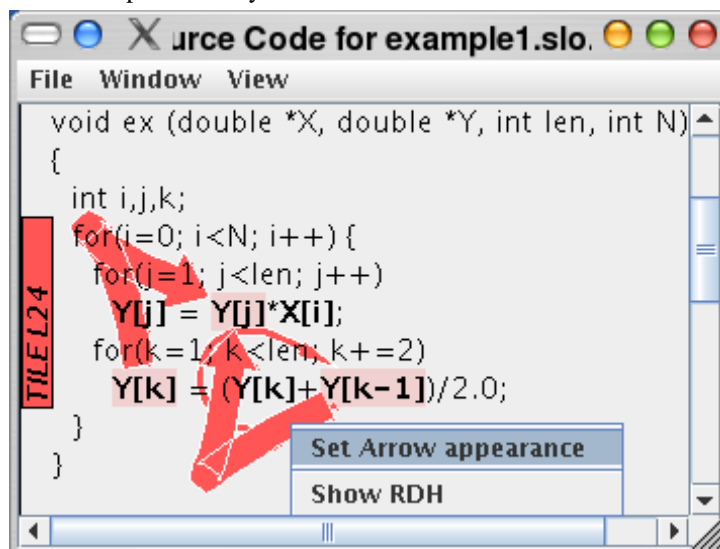 urce Code for example1.slo.
File Window View
void ex (double *X, double *Y, int len, int N)
{
int i,j,k;
for(i=0; i<N; i++) {
for(j=1; j<len; j++)
Y[j] = Y[j]*X[i];
for(k=1; k<len; k+=2)
Y[k] = (Y[k]+Y[k-1])/2.0;
}
}
TILE L24
Set Arrow appearance
Show RDH